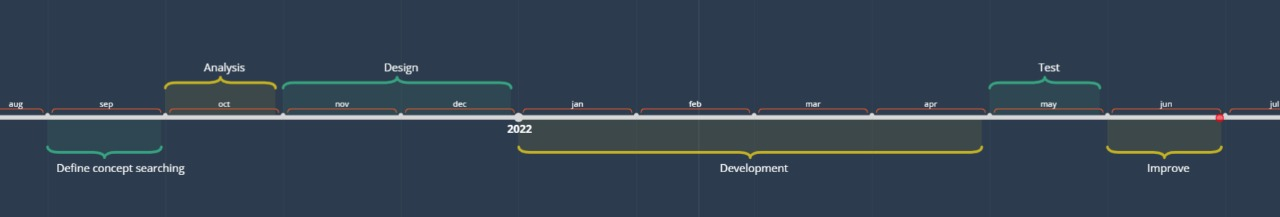 Analysis
Design
Test
aug
sep
oct
nov
dec
jan
feb
mar
apr
may
jun
jul
2022
Define concept searching
Development
Improve